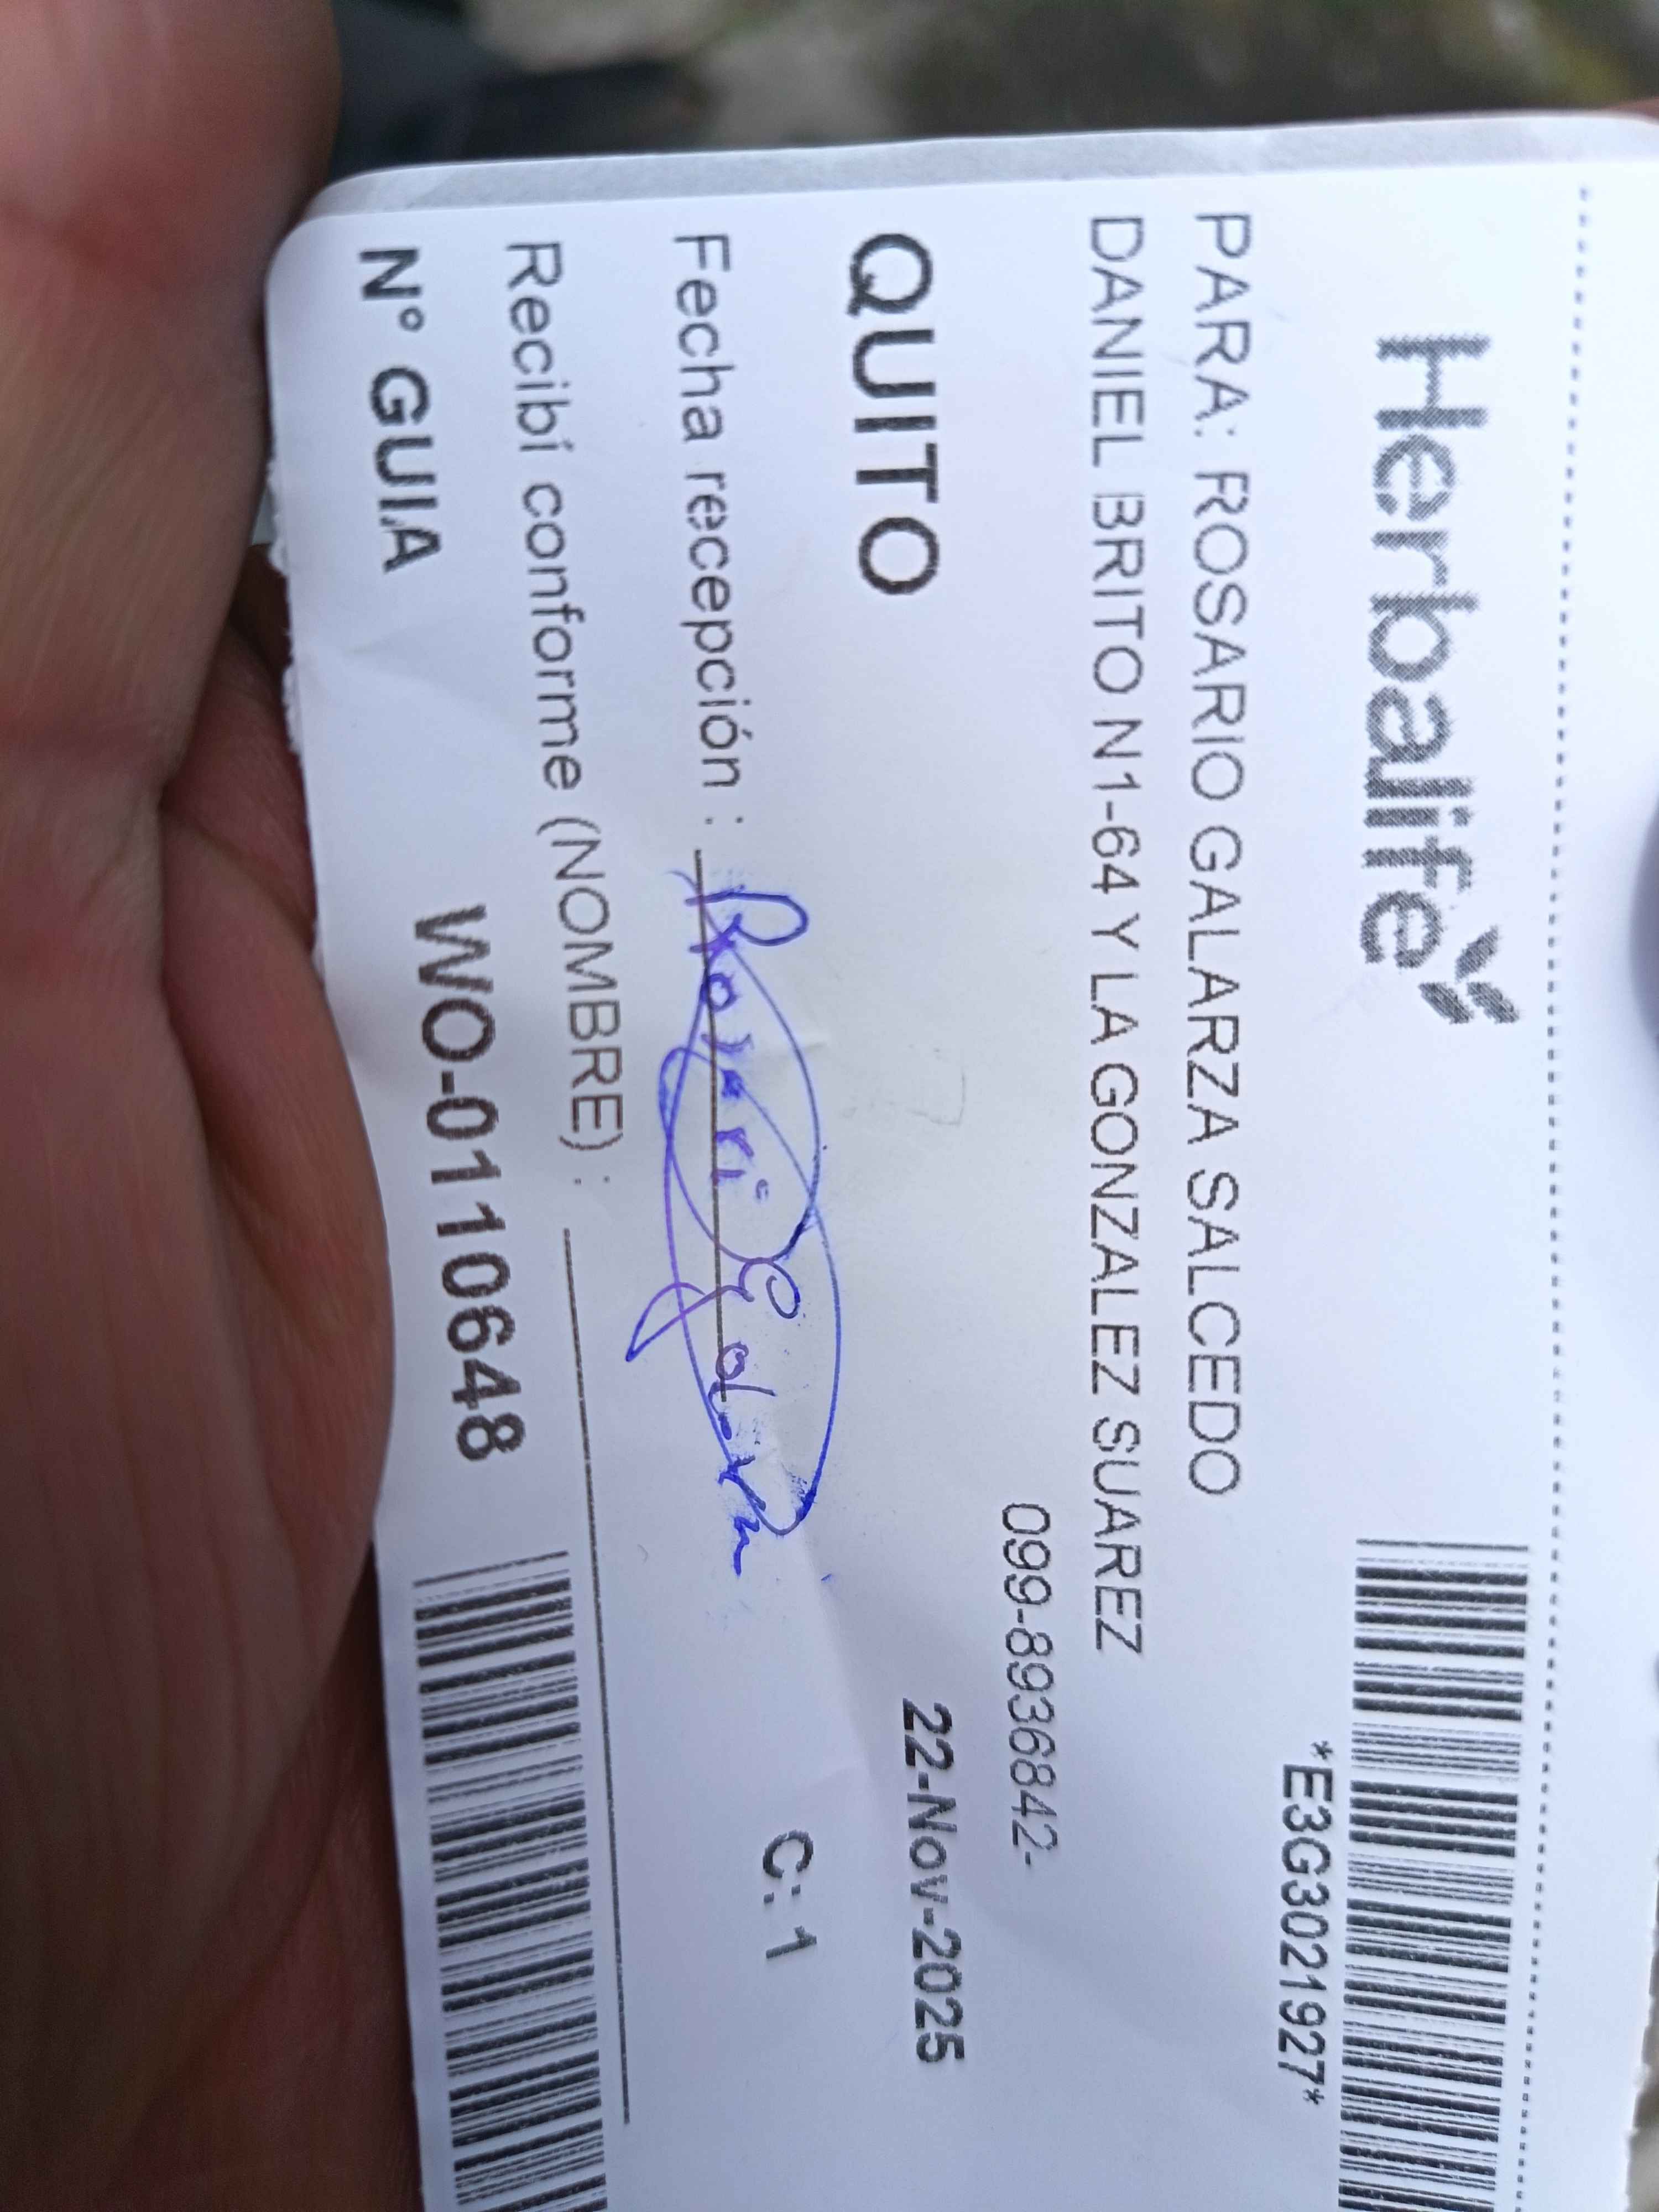 Herbalife
*E3G3021927*
PARA: ROSARIO GALARZA SALCEDO
DANIEL BRITO N1-64 Y LA GONZALEZ SUAREZ
099-8936842-
QUITO
22-Nov-2025
C: 1
Fecha recepción :
Recibí conforme (NOMBRE) :
N° GUIA WO-0110648